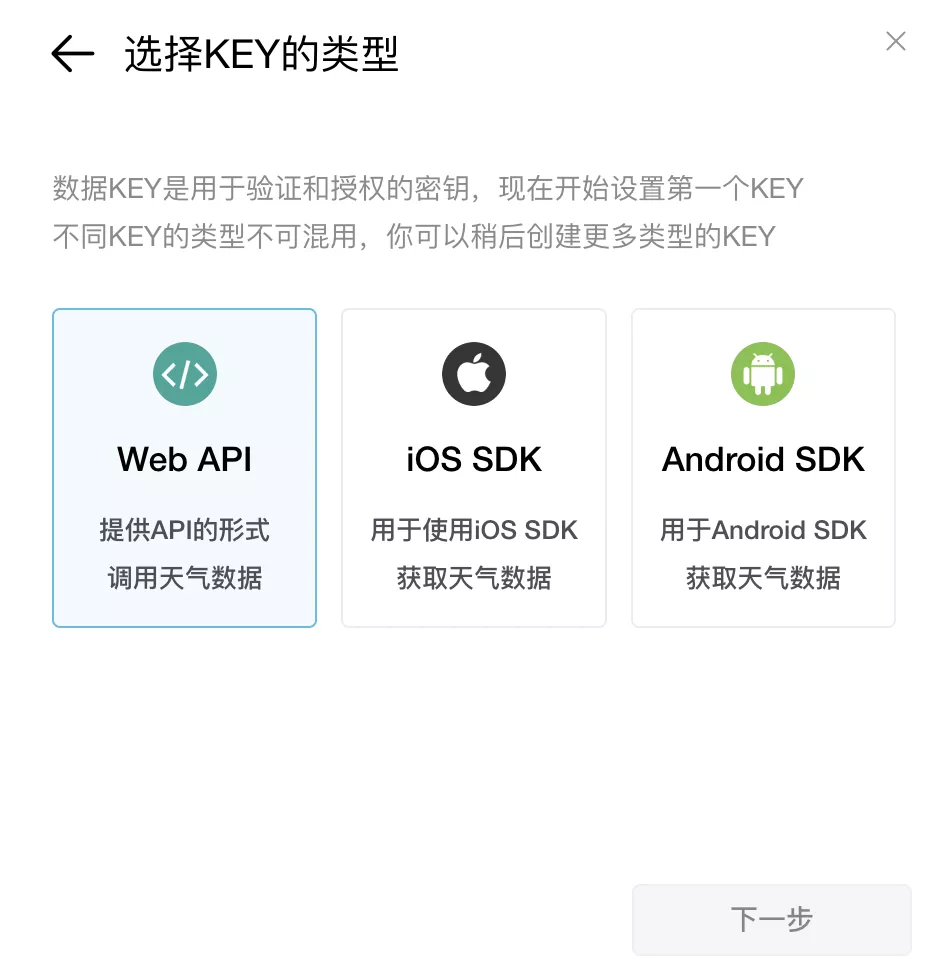 选择KEY的类型
数据KEY是用于验证和授权的密钥，现在开始设置第一个KEY
不同KEY的类型不可混用，你可以稍后创建更多类型的KEY
Web API
提供API的形式
调用天气数据
iOS SDK
用于使用iOS SDK
获取天气数据
Android SDK
用于Android SDK
获取天气数据
下一步